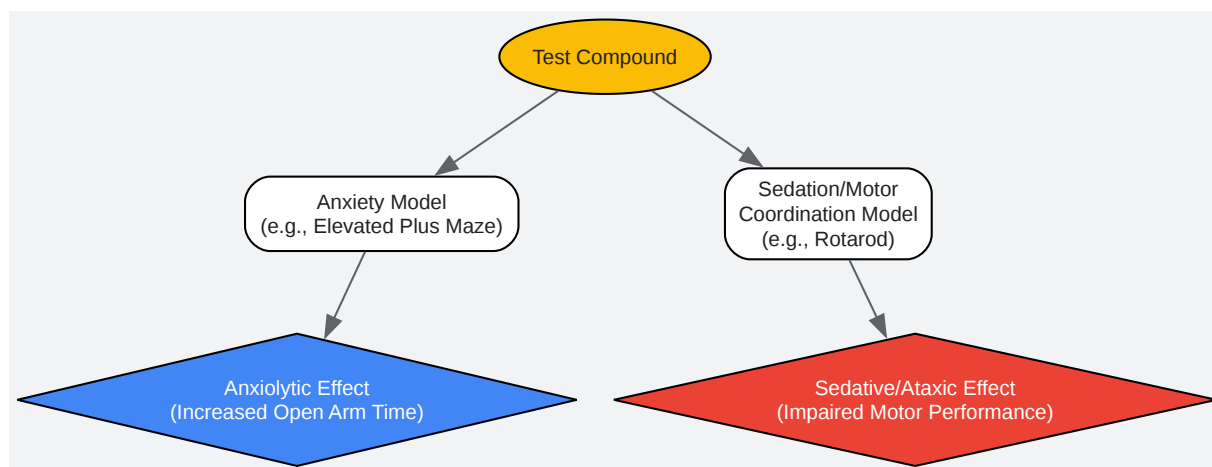 Test Compound
Anxiety Model
(e.g., Elevated Plus Maze)
Sedation/Motor
Coordination Model
(e.g., Rotarod)
Anxiolytic Effect
(Increased Open Arm Time)
Sedative/Ataxic Effect
(Impaired Motor Performance)